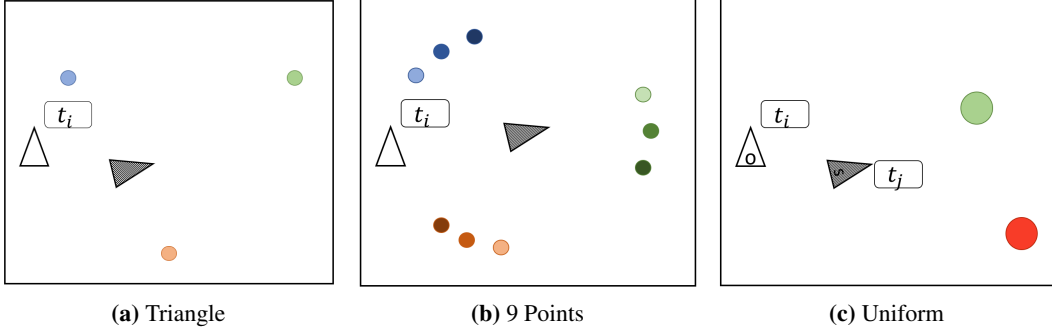 t_i
t_i
t_i
O
S
t_j
(a) Triangle
(b) 9 Points
(c) Uniform